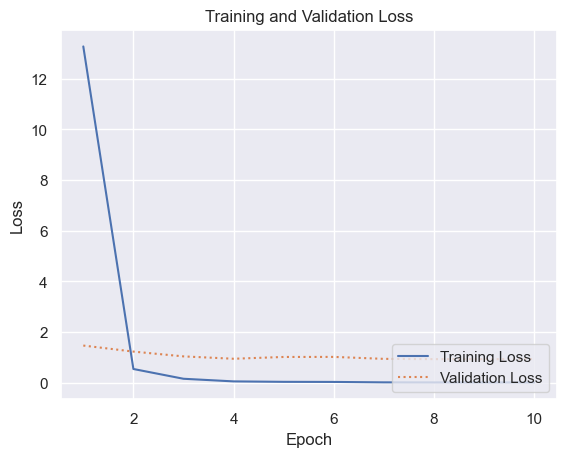 Training and Validation Loss
Loss
12
10
8
6
4
2
0
Training Loss
Validation Loss
2
4
6
8
10
Epoch